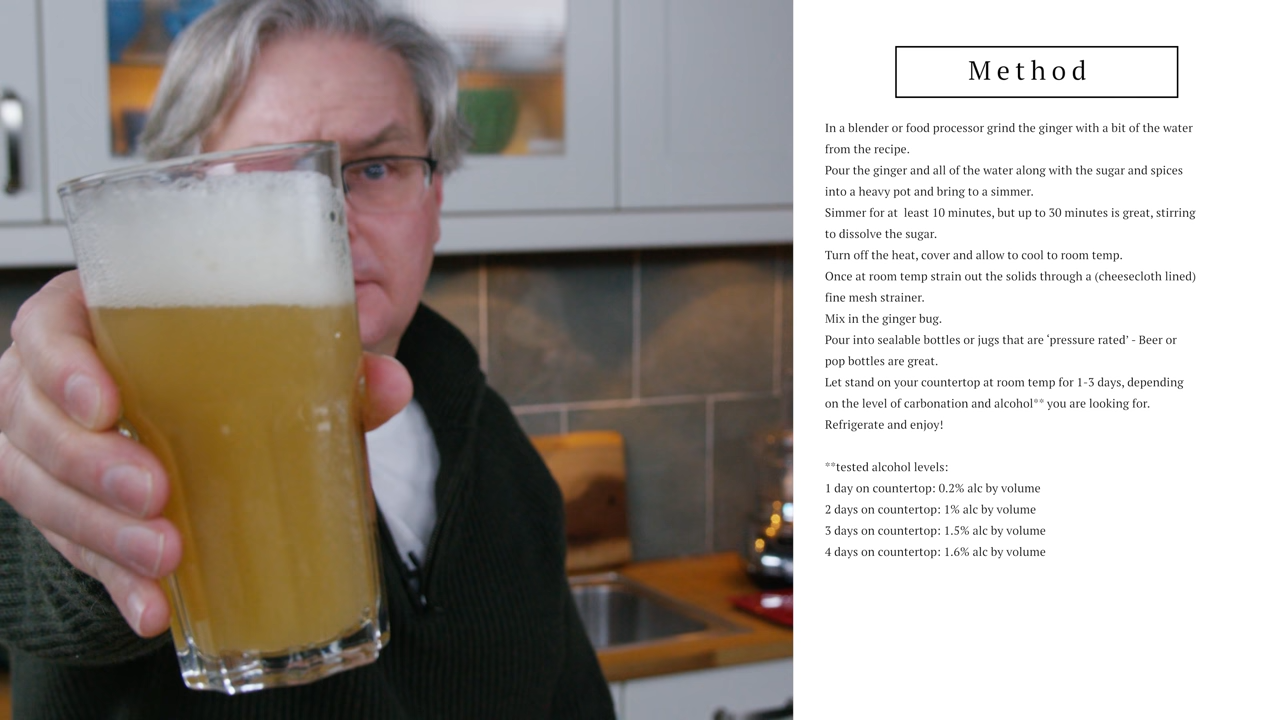 Method
In a blender or food processor grind the ginger with a bit of the water
from the recipe.
Pour the ginger and all of the water along with the sugar and spices
into a heavy pot and bring to a simmer.
Simmer for at  least 10 minutes, but up to 30 minutes is great, stirring
to dissolve the sugar.
Turn off the heat, cover and allow to cool to room temp.
Once at room temp strain out the solids through a (cheesecloth lined)
fine mesh strainer.
Mix in the ginger bug.
Pour into sealable bottles or jugs that are ‘pressure rated’ - Beer or
pop bottles are great.
Let stand on your countertop at room temp for 1-3 days, depending
on the level of carbonation and alcohol** you are looking for.
Refrigerate and enjoy!
**tested alcohol levels:
1 day on countertop: 0.2% alc by volume
2 days on countertop: 1% alc by volume
3 days on countertop: 1.5% alc by volume
4 days on countertop: 1.6% alc by volume